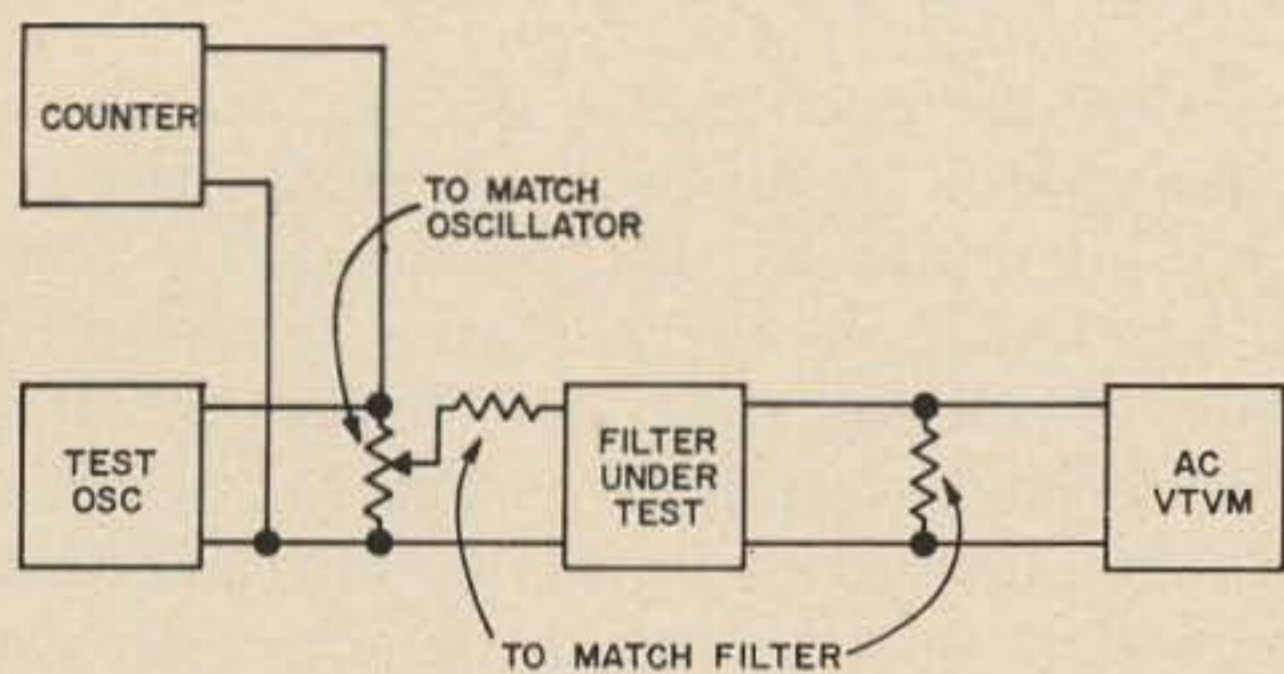 COUNTER
TO MATCH
OSCILLATOR
TEST
OSC
FILTER
UNDER
TEST
AC
VTVM
TO MATCH FILTER